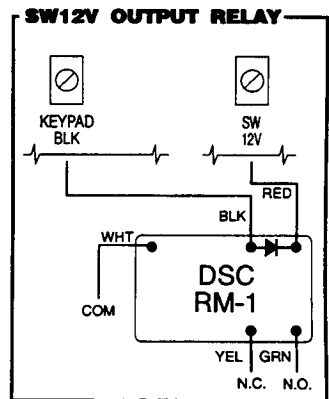 SW12V OUTPUT RELAY
KEYPAD
BLK
SW
12V
RED
BLK
WHT
DSC
RM-1
COM
YEL GRN
N.C. N.O.